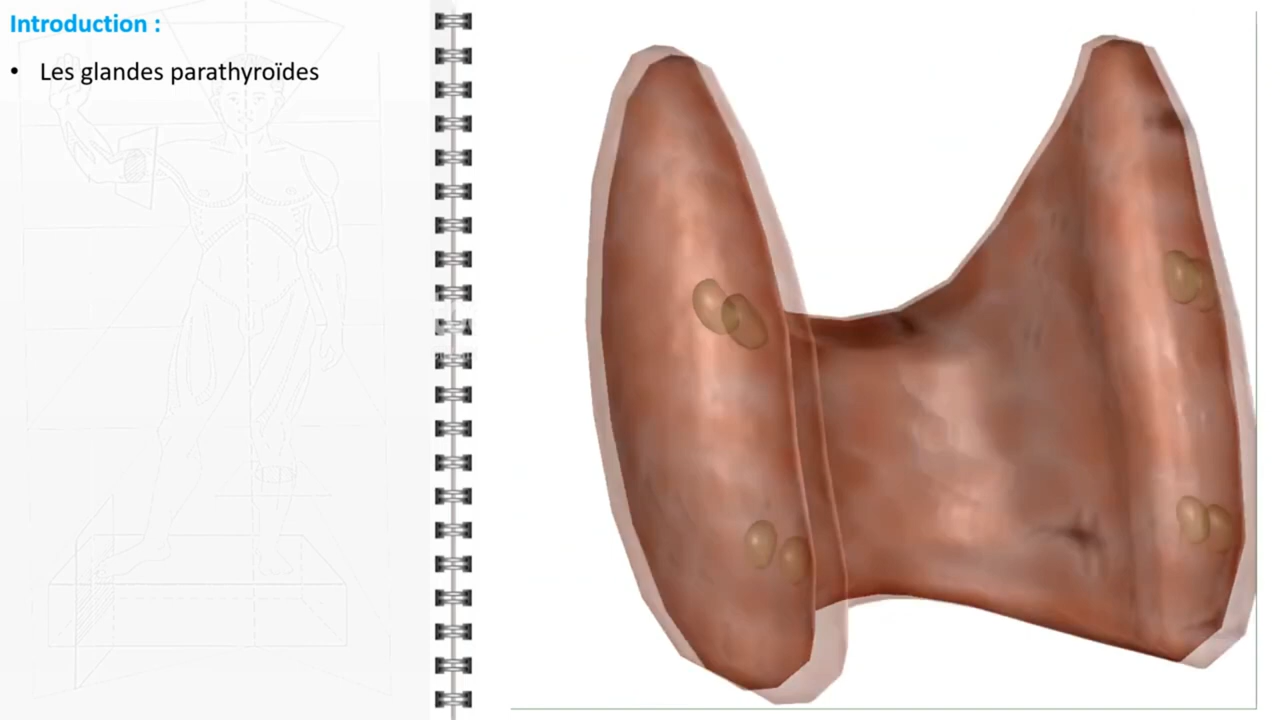 Introduction :
• Les glandes parathyroïdes